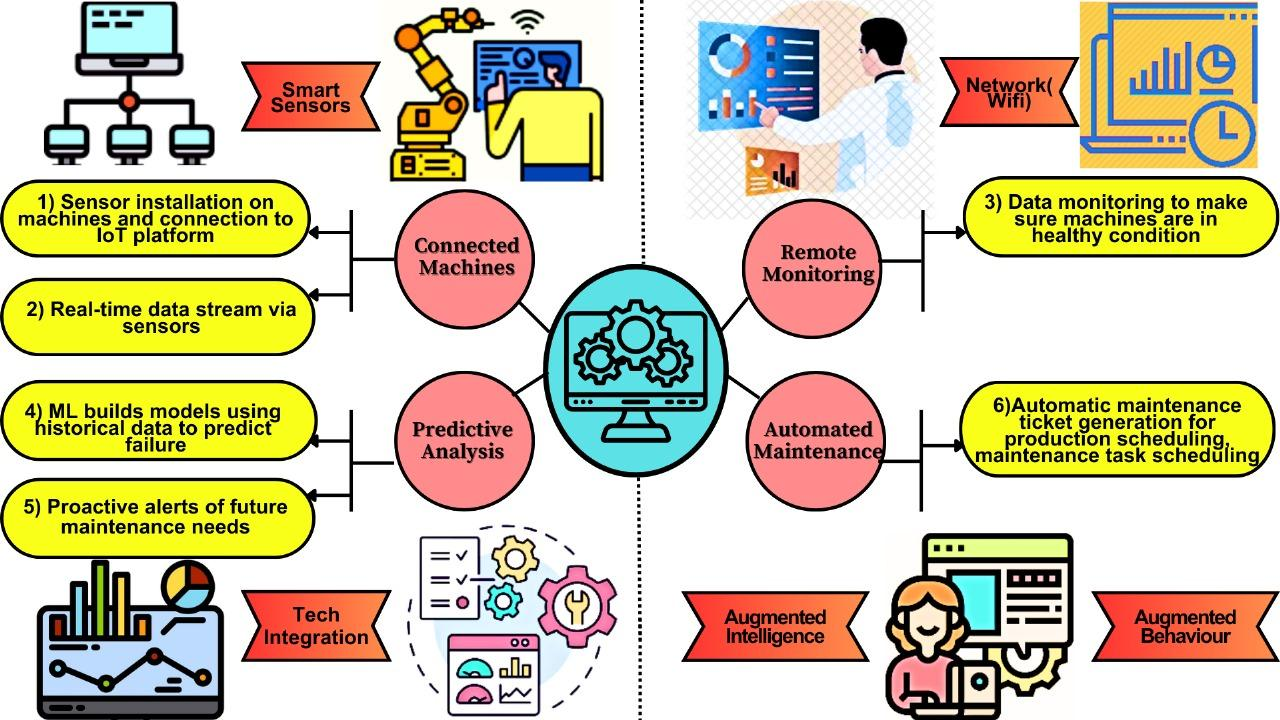 Smart
Sensors
Network(
Wifi)
1) Sensor installation on
machines and connection to
IoT platform
2) Real-time data stream via
sensors
Connected
Machines
Remote
Monitoring
3) Data monitoring to make
sure machines are in
healthy condition
4) ML builds models using
historical data to predict
failure
5) Proactive alerts of future
maintenance needs
Predictive
Analysis
Automated
Maintenance
6)Automatic maintenance
ticket generation for
production scheduling,
maintenance task scheduling
Tech
Integration
Augmented
Intelligence
Augmented
Behaviour